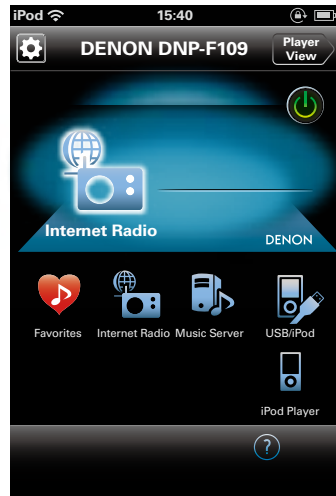 iPod 15:40
DENON DNP-F109
Player
View
Internet Radio
DENON
Favorites Internet Radio Music Server USB/iPod
iPod Player
?